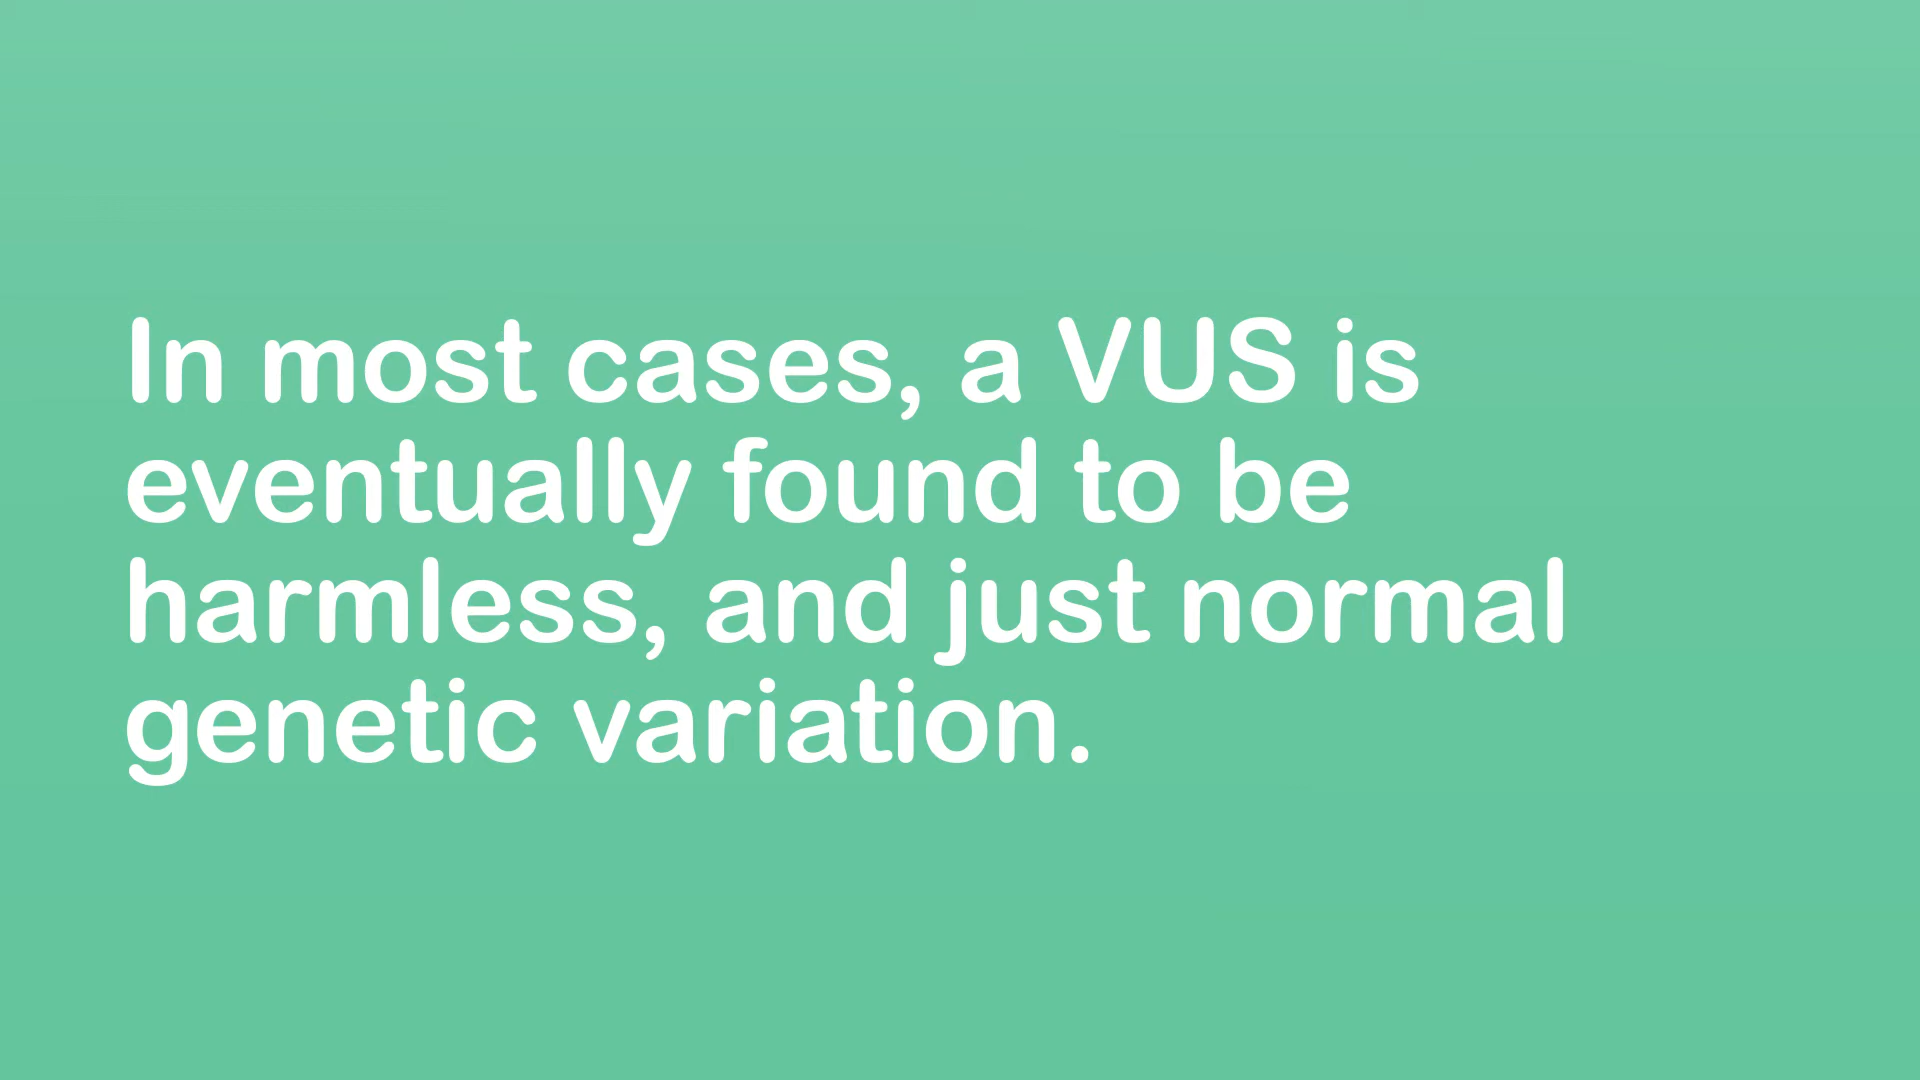 In most cases, a VUS is
eventually found to be
harmless, and just normal
genetic variation.